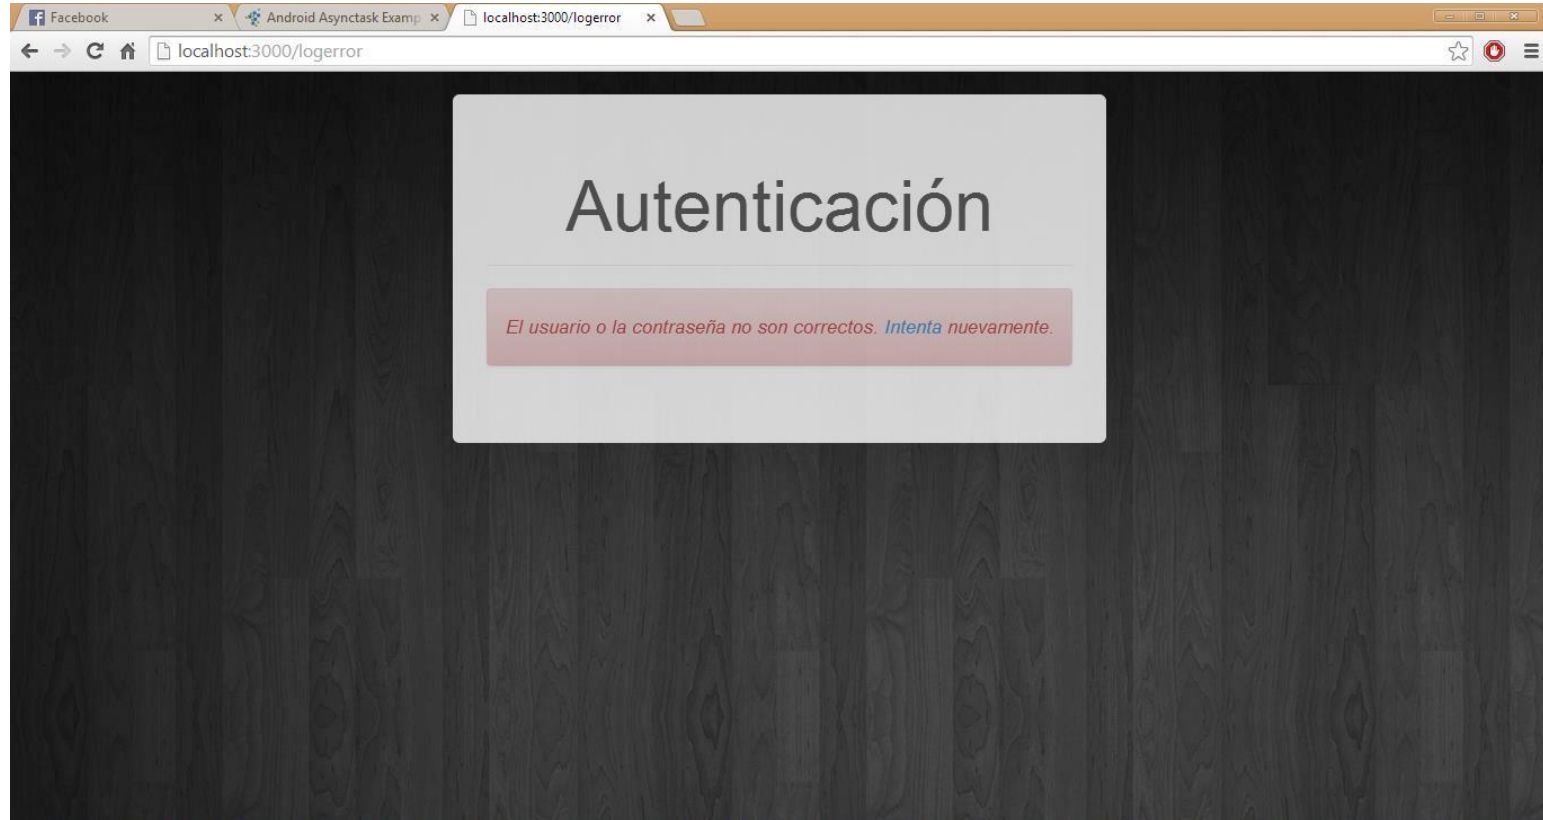 Facebook
Android Asynctask Examp
localhost:3000/logerror
localhost:3000/logerror
Autenticación
El usuario o la contraseña no son correctos. Intenta nuevamente.